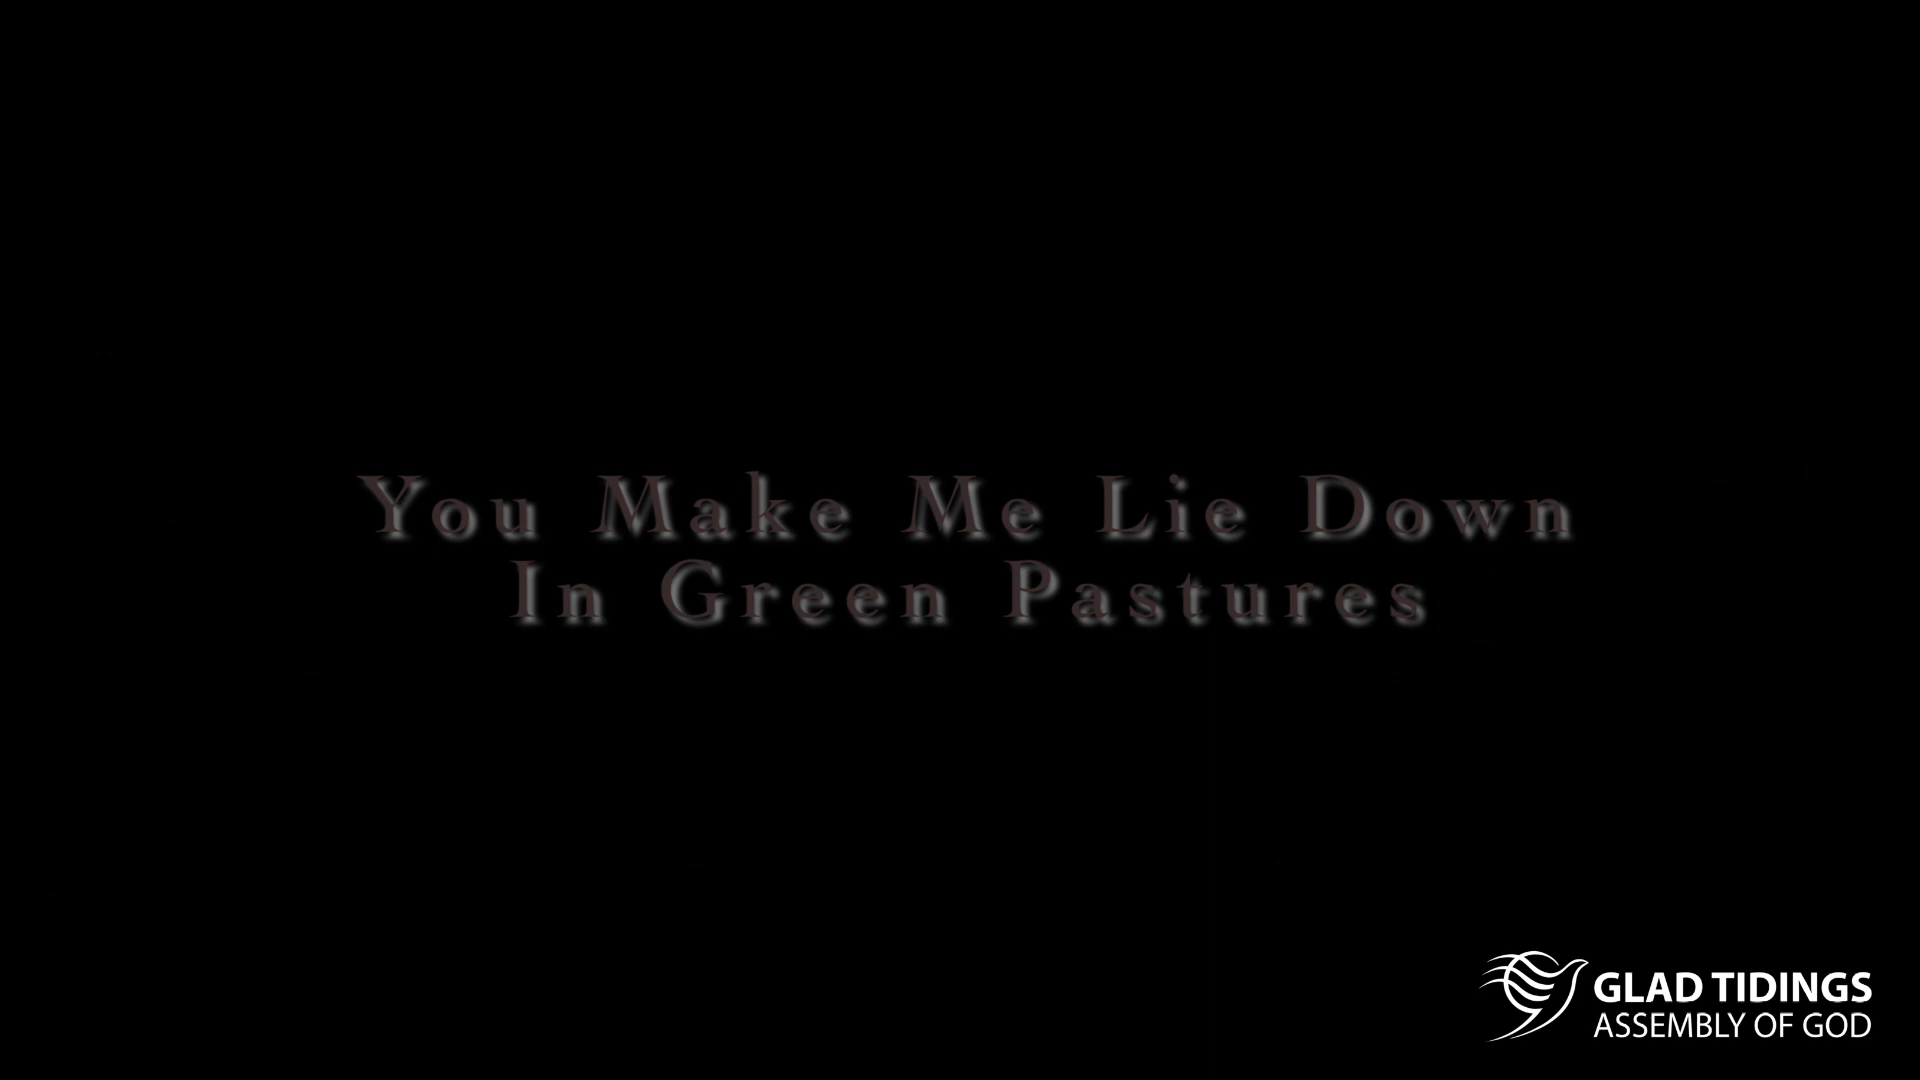 You Make Me Lie Down
In Green Pastures
GLAD TIDINGS
ASSEMBLY OF GOD